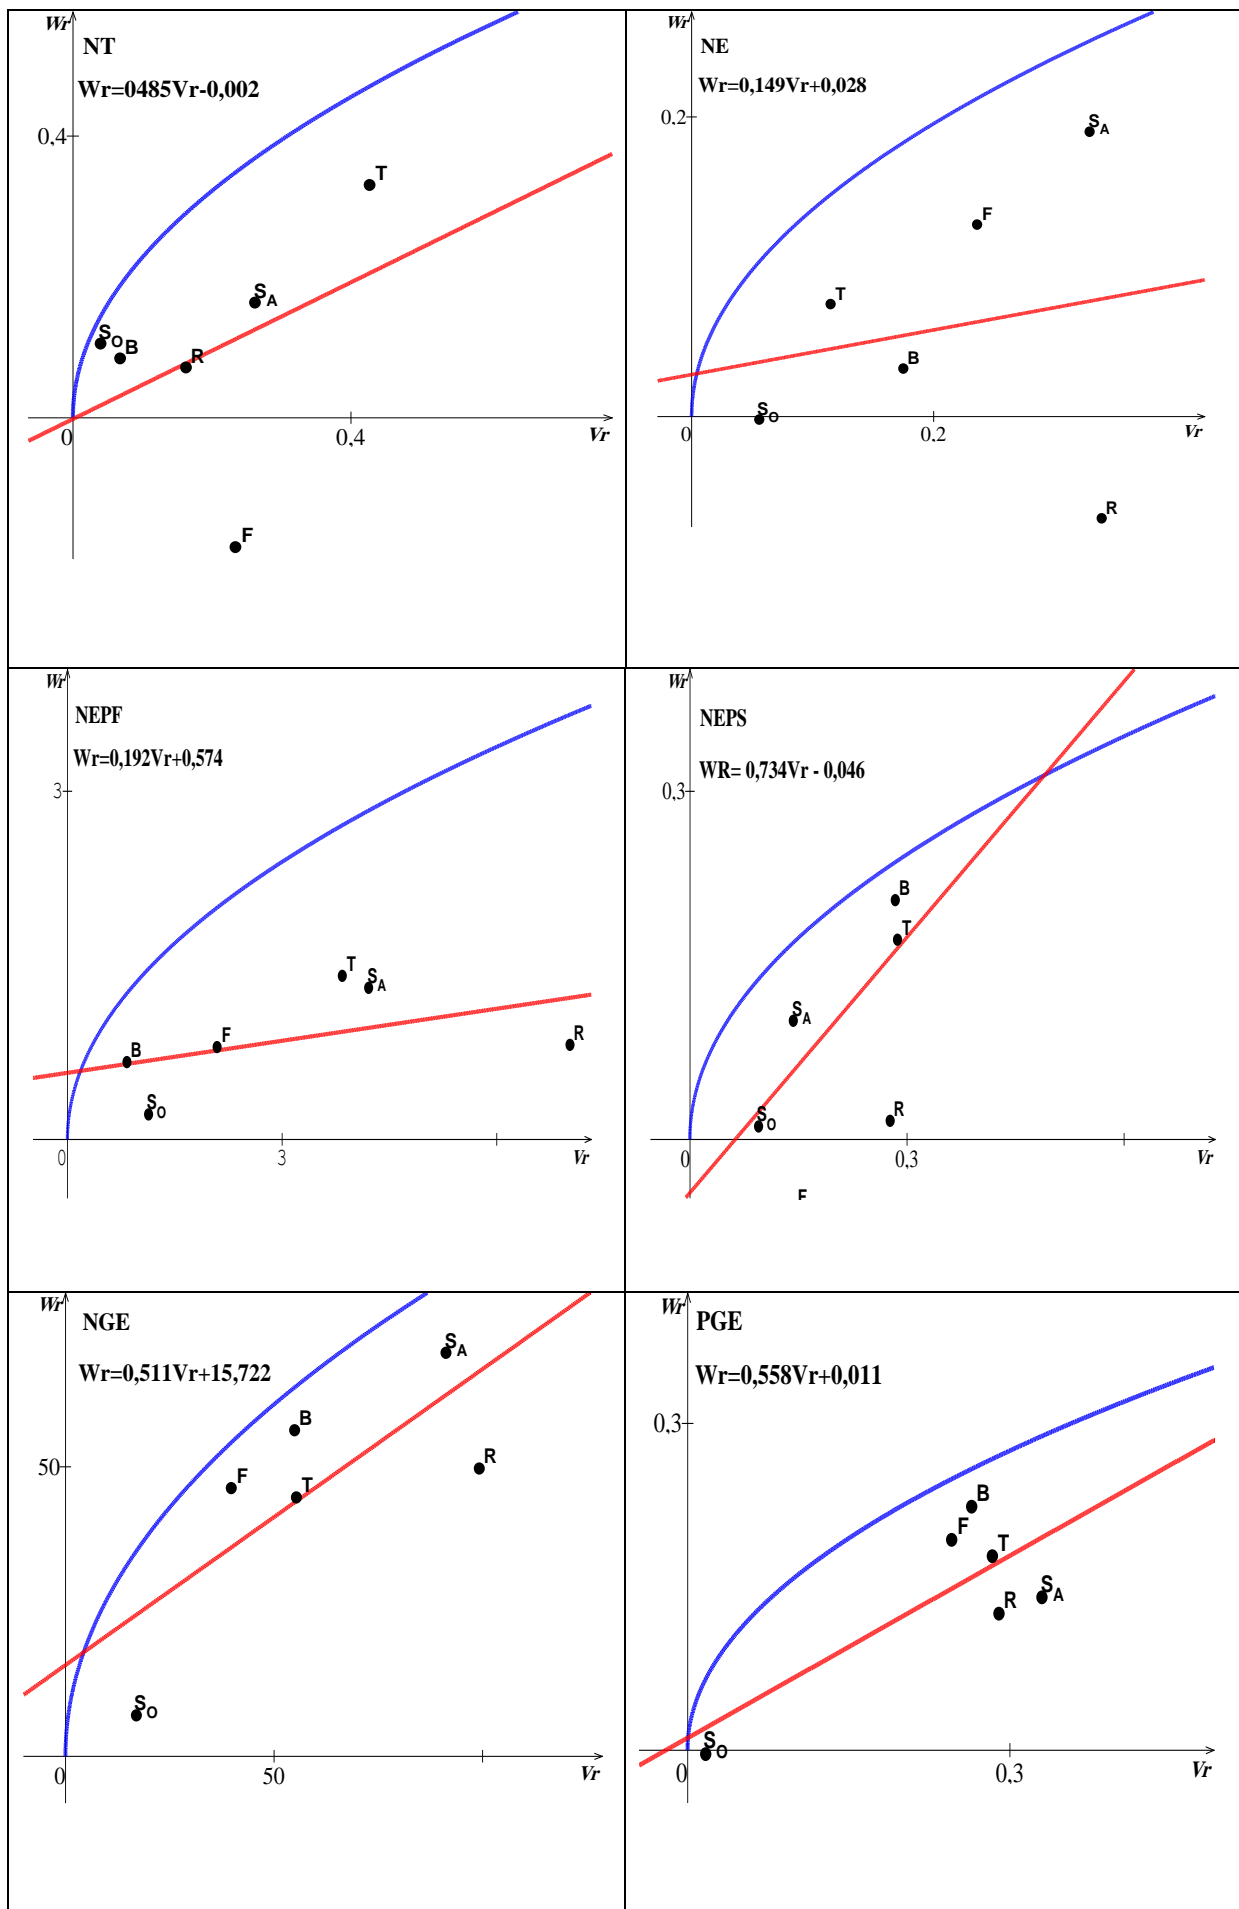 Wr
NT
Wr=0485Vr-0,002
0,4
T
SA
SO
B
R
0
0,4
Vr
F
Wr
NE
Wr=0,149Vr+0,028
0,2
SA
F
T
B
SO
0
0,2
Vr
R
Wr
NEPF
Wr=0,192Vr+0,574
3
T
SA
F
R
B
SO
0
3
Vr
Wr
NEPS
WR= 0,734Vr - 0,046
0,3
B
T
SA
SO
R
0
0,3
Vr
Wr
NGE
Wr=0,511Vr+15,722
SA
B
50
R
F
T
SO
0
50
Vr
Wr
PGE
Wr=0,558Vr+0,011
0,3
B
F
T
SA
R
SO
0
0,3
Vr